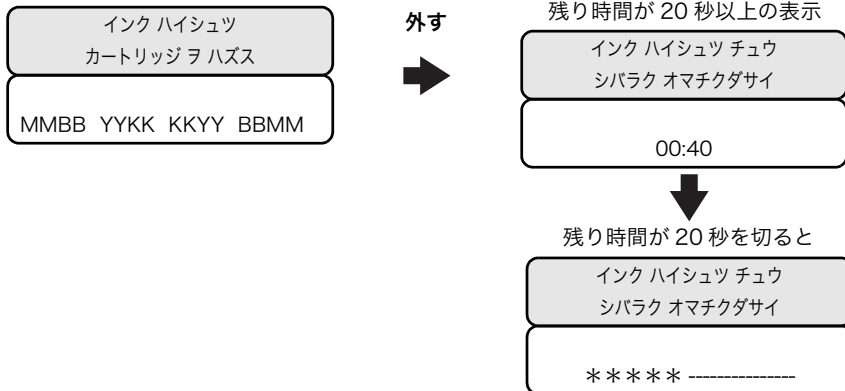 インク ハイシュツ
カートリッジ ヲ ハズス
MMBB YYKK KKYY BBMM
外す
残り時間が 20 秒以上の表示
インク ハイシュツ チュウ
シバラク オマチクダサイ
00:40
残り時間が 20 秒を切ると
インク ハイシュツ チュウ
シバラク オマチクダサイ
＊＊＊＊＊ ---------------